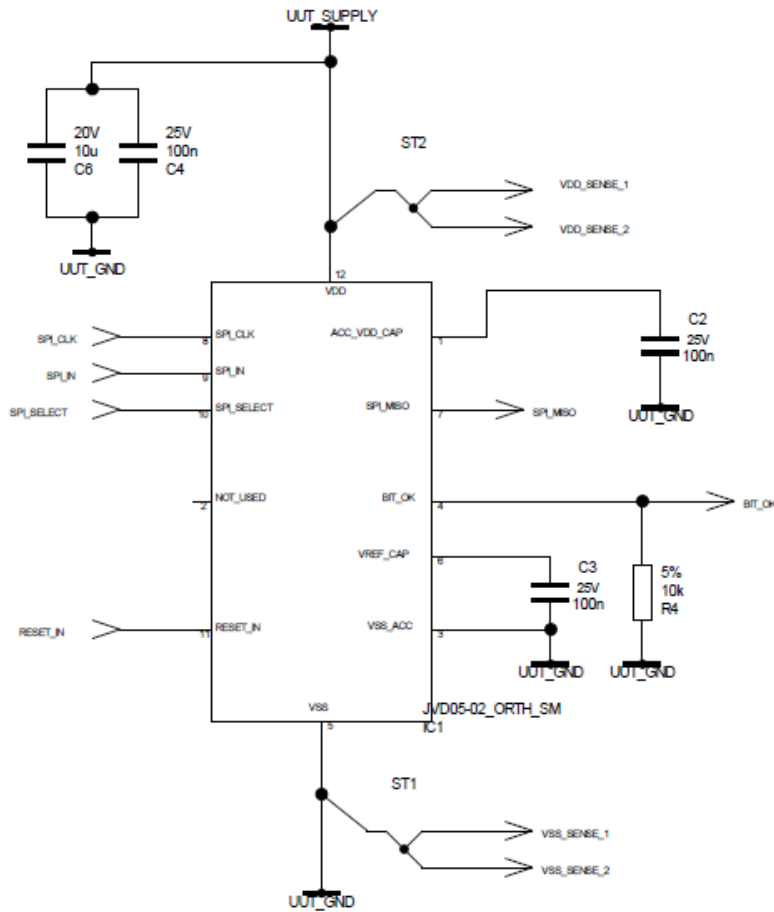 UUT_SUPPLY
20V
10u
C6
25V
100n
C4
UUT_GND
ST2
VDD_SENSE_1
VDD_SENSE_2
12
VDD
SPI_CLK
8
SPI_CLK
ACC_VDD_CAP
1
C2
25V
100n
UUT_GND
SPI_IN
9
SPI_IN
SPI_SELECT
10
SPI_SELECT
SPI_MISO
7
SPI_MISO
2
NOT_USED
BIT_OK
4
BIT_OK
VREF_CAP
6
C3
25V
100n
5%
10k
R4
RESET_IN
11
RESET_IN
VSS_ACC
3
UUT_GND
UUT_GND
VSS
5
JVD05-02_ORTH_SM
IC1
ST1
VSS_SENSE_1
VSS_SENSE_2
UUT_GND